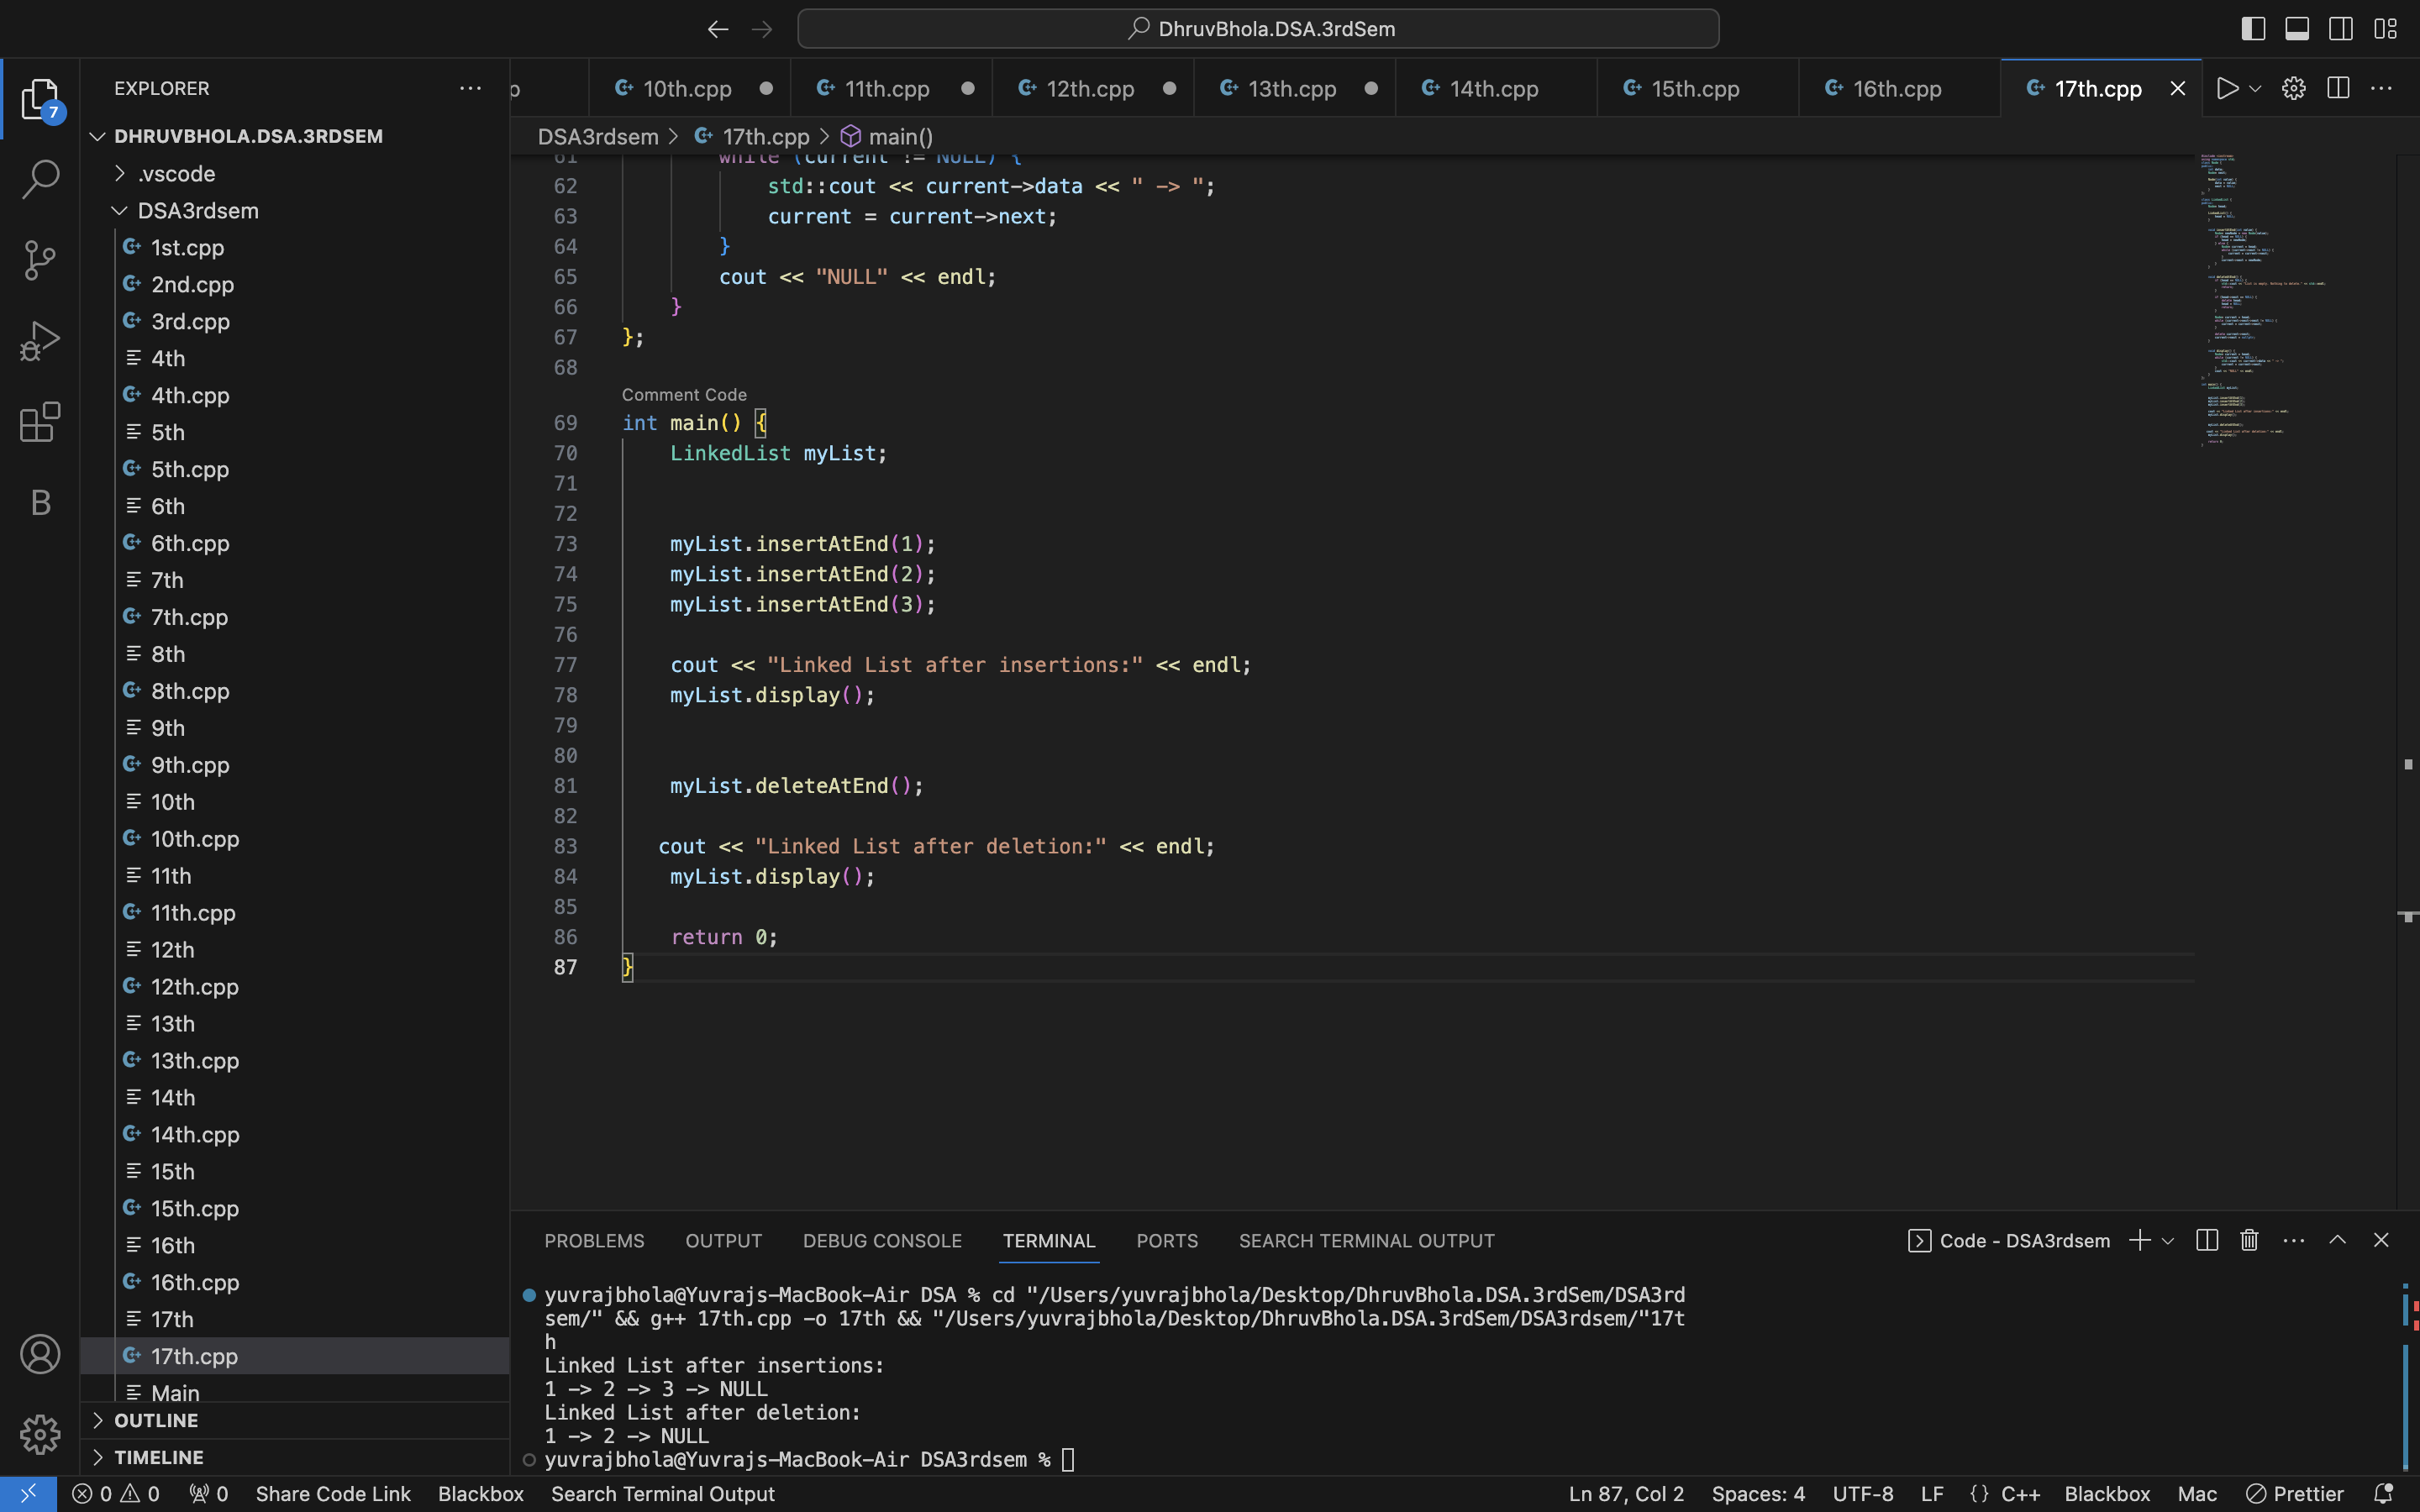 DhruvBhola.DSA.3rdSem
EXPLORER
7
DHRUVBHOLA.DSA.3RDSEM
.vscode
DSA3rdsem
1st.cpp
2nd.cpp
3rd.cpp
4th
4th.cpp
5th
5th.cpp
6th
6th.cpp
7th
7th.cpp
8th
8th.cpp
9th
9th.cpp
10th
10th.cpp
11th
11th.cpp
12th
12th.cpp
13th
13th.cpp
14th
14th.cpp
15th
15th.cpp
16th
16th.cpp
17th
17th.cpp
Main
OUTLINE
TIMELINE
B
p 10th.cpp 11th.cpp 12th.cpp 13th.cpp 14th.cpp 15th.cpp 16th.cpp 17th.cpp
DSA3rdsem > 17th.cpp > main()
61 while (current != NULL) {
62 std::cout << current->data << " -> ";
63 current = current->next;
64 }
65 cout << "NULL" << endl;
66 }
67 };
68
Comment Code
69 int main() {
70 LinkedList myList;
71
72
73 myList.insertAtEnd(1);
74 myList.insertAtEnd(2);
75 myList.insertAtEnd(3);
76
77 cout << "Linked List after insertions:" << endl;
78 myList.display();
79
80
81 myList.deleteAtEnd();
82
83 cout << "Linked List after deletion:" << endl;
84 myList.display();
85
86 return 0;
87 }
PROBLEMS OUTPUT DEBUG CONSOLE TERMINAL PORTS SEARCH TERMINAL OUTPUT Code - DSA3rdsem
yuvrajbhola@Yuvrajs-MacBook-Air DSA % cd "/Users/yuvrajbhola/Desktop/DhruvBhola.DSA.3rdSem/DSA3rd
sem/" && g++ 17th.cpp -o 17th && "/Users/yuvrajbhola/Desktop/DhruvBhola.DSA.3rdSem/DSA3rdsem/"17t
h
Linked List after insertions:
1 -> 2 -> 3 -> NULL
Linked List after deletion:
1 -> 2 -> NULL
yuvrajbhola@Yuvrajs-MacBook-Air DSA3rdsem %
0 0 0 Share Code Link Blackbox Search Terminal Output Ln 87, Col 2 Spaces: 4 UTF-8 LF {} C++ Blackbox Mac Prettier